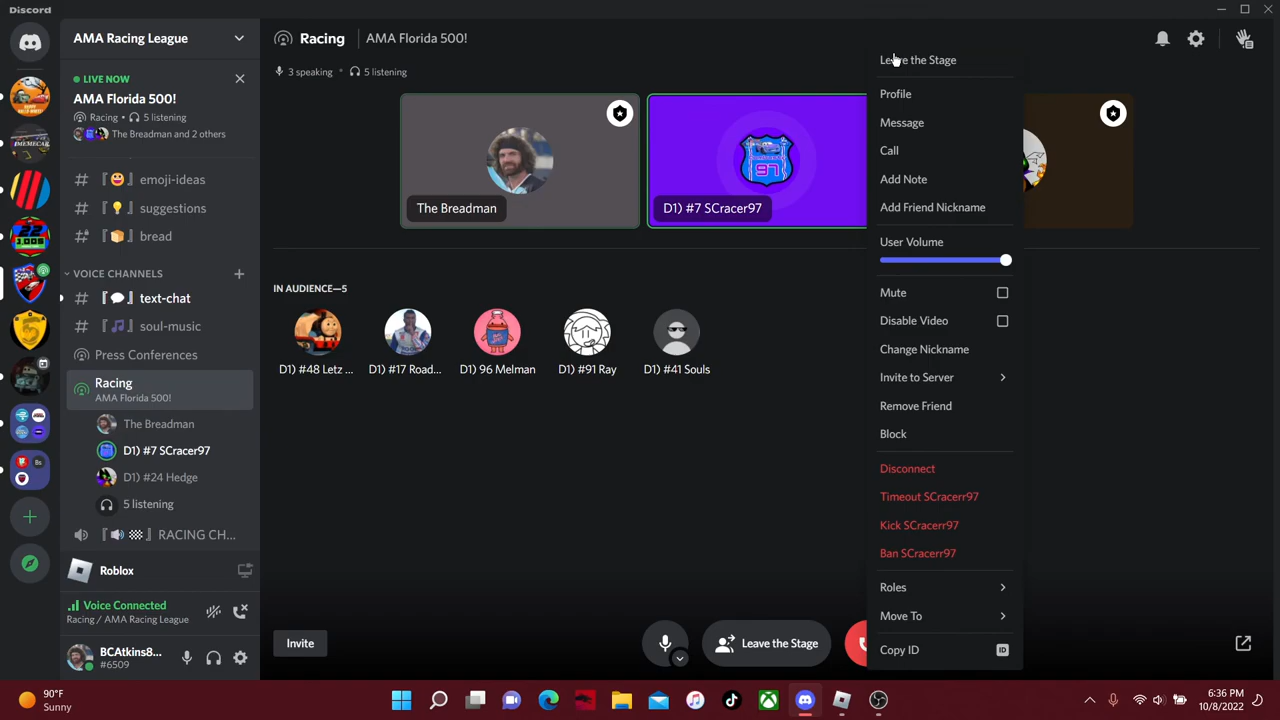 Discord
AMA Racing League
LIVE NOW
AMA Florida 500!
Racing • 5 listening
The Breadman and 2 others
emoji-ideas
suggestions
bread
VOICE CHANNELS
text-chat
soul-music
Press Conferences
Racing
AMA Florida 500!
The Breadman
D1) #7 SCracer97
D1) #24 Hedge
5 listening
RACING CH...
Roblox
Voice Connected
Racing / AMA Racing League
BCAtkins8...
#6509
Racing
AMA Florida 500!
3 speaking • 5 listening
The Breadman
D1) #7 SCracer97
97
IN AUDIENCE—5
D1) #48 Letz ...
D1) #17 Road...
D1) 96 Melman
D1) #91 Ray
D1) #41 Souls
Invite
Leave the Stage
Leave the Stage
Profile
Message
Call
Add Note
Add Friend Nickname
User Volume
Mute
Disable Video
Change Nickname
Invite to Server
Remove Friend
Block
Disconnect
Timeout SCracerr97
Kick SCracerr97
Ban SCracerr97
Roles
Move To
Copy ID
ID
90°F
Sunny
6:36 PM
10/8/2022